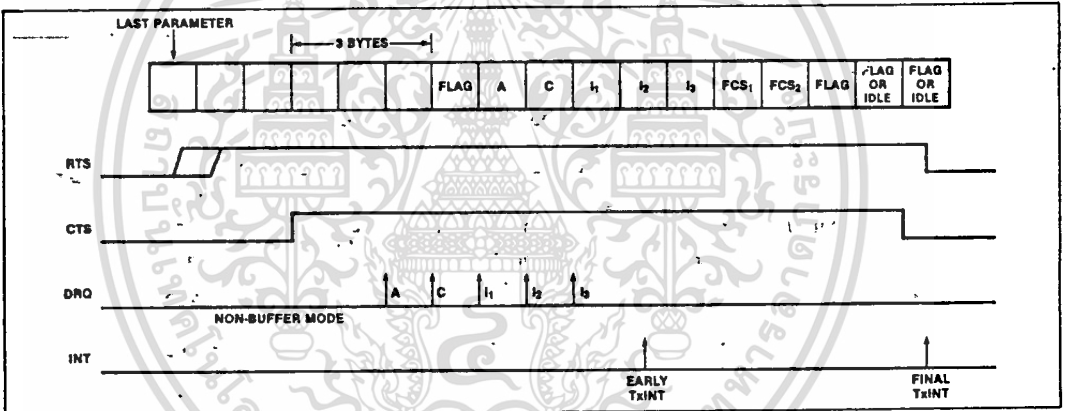 LAST PARAMETER
3 BYTES
FLAG A C I1 I2 I3 FCS1 FCS2 FLAG FLAG OR IDLE FLAG OR IDLE
RTS
CTS
DRQ
A C I1 I2 I3
NON-BUFFER MODE
INT
EARLY TxINT
FINAL TxINT